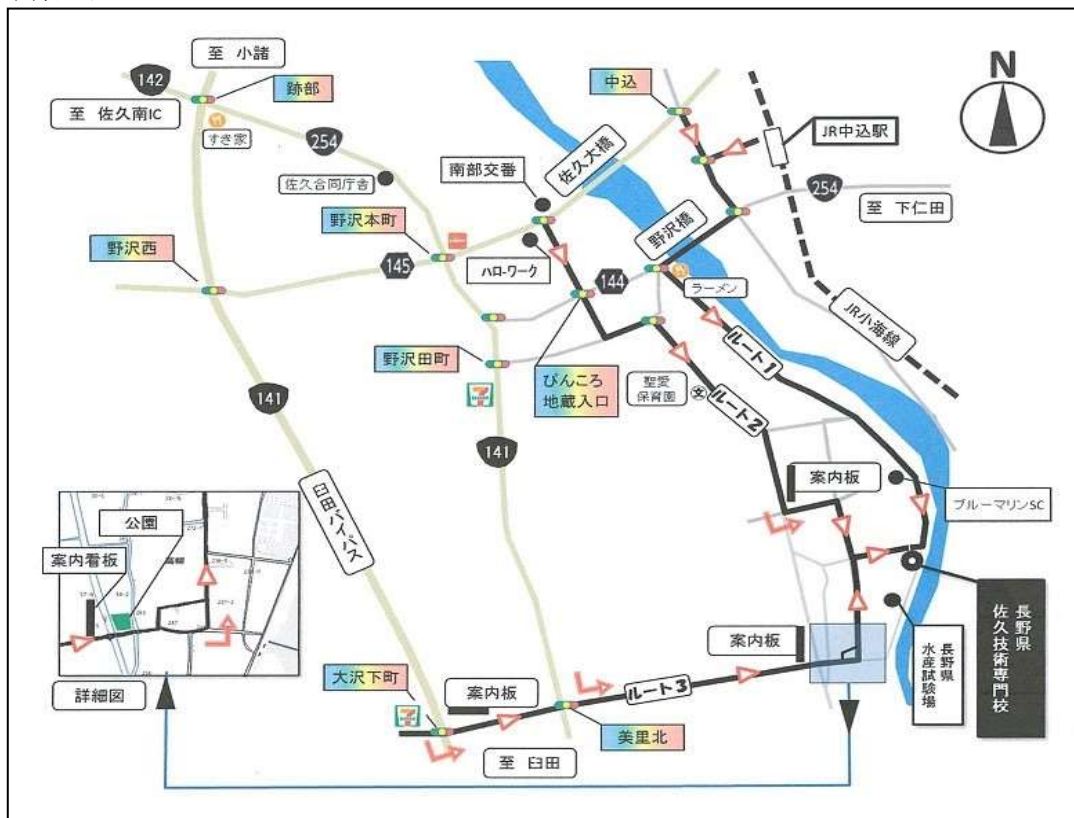 至 小諸
142
跡部
至 佐久南IC
すき家
254
中込
N
JR中込駅
佐久大橋
南部交番
佐久合同庁舎
254
至 下仁田
野沢本町
野沢橋
野沢西
145
ハローワーク
144
ラーメン
JR小海線
ルート1
野沢田町
ぴんころ
地蔵入口
聖愛
保育園
文
ルート2
7
141
141
案内板
ブルーマリンSC
臼田バイパス
公園
案内看板
長野県
佐久技術専門校
長野県
水産試験場
案内板
詳細図
大沢下町
案内板
ルート3
7
美里北
至 臼田